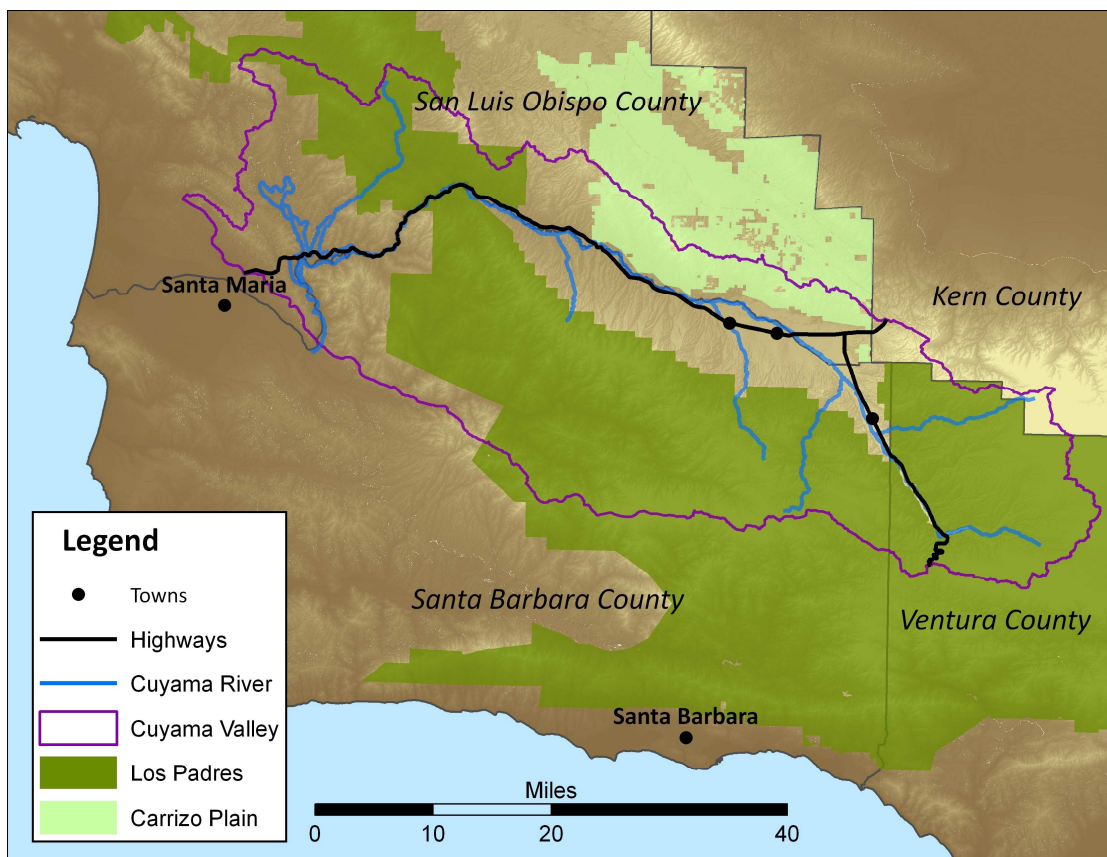 San Luis Obispo County
Santa Maria
Kern County
Santa Barbara County
Ventura County
Santa Barbara
Legend
Towns
Highways
Cuyama River
Cuyama Valley
Los Padres
Carrizo Plain
Miles
0 10 20 40